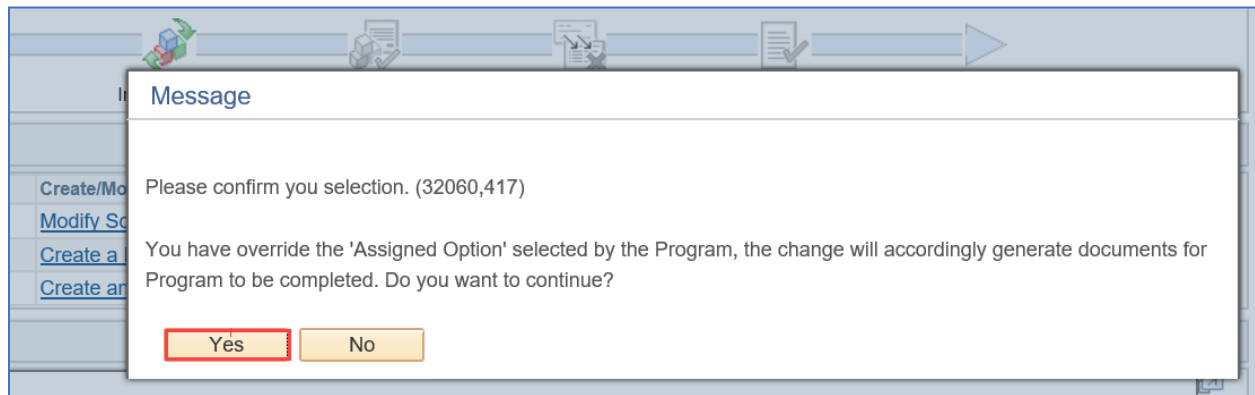 Message
Please confirm you selection. (32060,417)
Create/Mo
Modify Sc
You have override the 'Assigned Option' selected by the Program, the change will accordingly generate documents for
Create a
Program to be completed. Do you want to continue?
Create an
Yes No